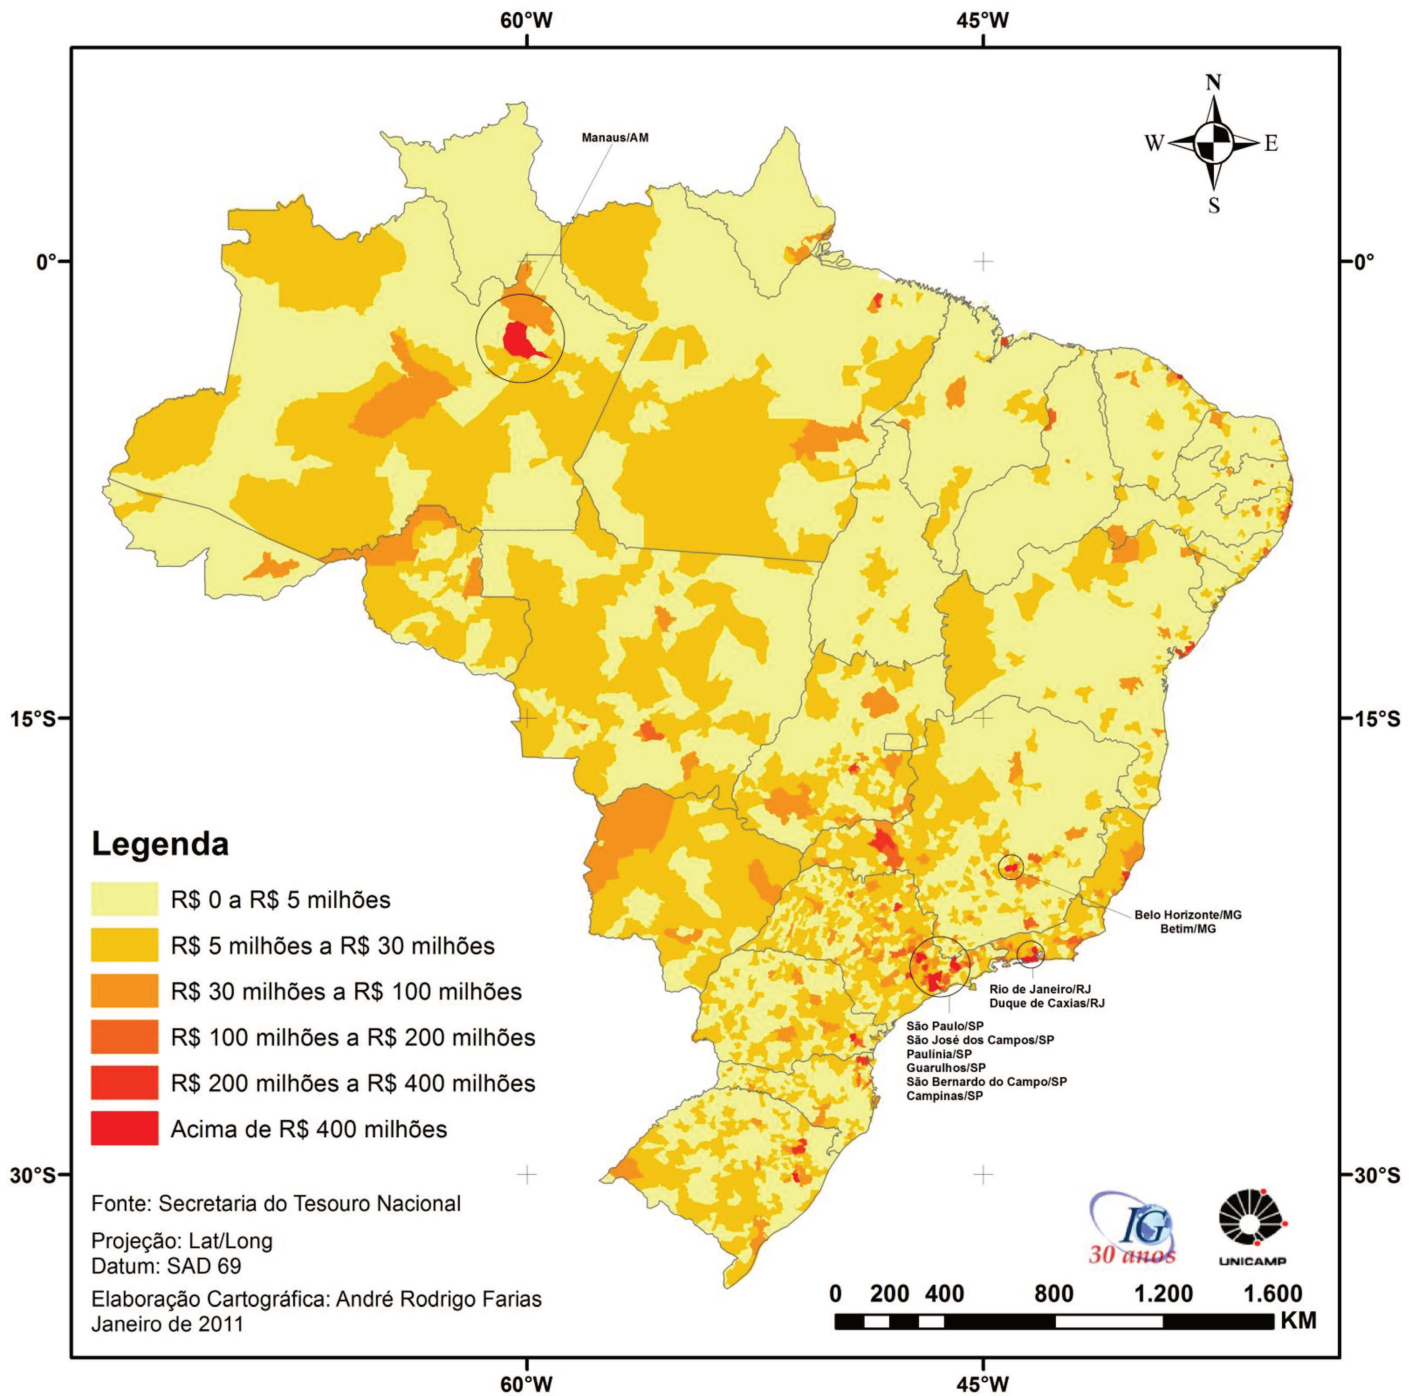 60°W 45°W
N
W E
S
Manaus/AM
0° 0°
15°S 15°S
Legenda
R$ 0 a R$ 5 milhões
R$ 5 milhões a R$ 30 milhões
R$ 30 milhões a R$ 100 milhões
R$ 100 milhões a R$ 200 milhões
R$ 200 milhões a R$ 400 milhões
Acima de R$ 400 milhões
Belo Horizonte/MG
Betim/MG
Rio de Janeiro/RJ
Duque de Caxias/RJ
São Paulo/SP
São José dos Campos/SP
Paulínia/SP
Guarulhos/SP
São Bernardo do Campo/SP
Campinas/SP
30°S 30°S
Fonte: Secretaria do Tesouro Nacional
Projeção: Lat/Long
Datum: SAD 69
Elaboração Cartográfica: André Rodrigo Farias
Janeiro de 2011
IG
30 anos
UNICAMP
0 200 400 800 1.200 1.600
KM
60°W 45°W